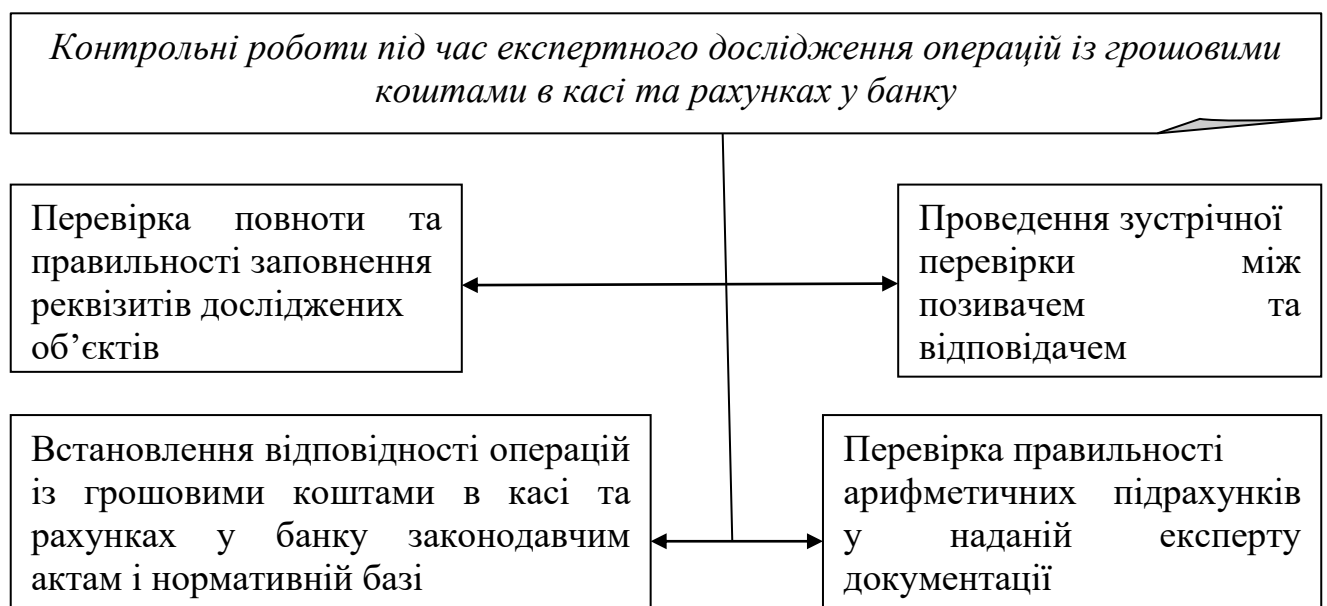 Контрольні роботи під час експертного дослідження операцій із грошовими
коштами в касі та рахунках у банку
Перевірка повноти та
правильності заповнення
реквізитів досліджених
об’єктів
Проведення зустрічної
перевірки між
позивачем та
відповідачем
Встановлення відповідності операцій
із грошовими коштами в касі та
рахунках у банку законодавчим
актам і нормативній базі
Перевірка правильності
арифметичних підрахунків
у наданій експерту
документації